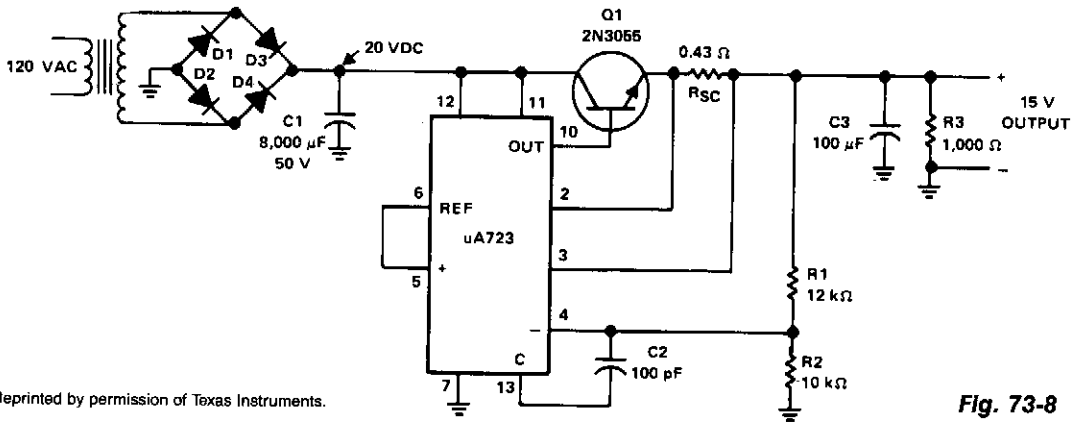 Q1
2N3055
20 VDC
0.43 Ω
RSC
120 VAC
D1
D3
D2
D4
C1
8,000 µF
50 V
12
11
10
OUT
+
15 V
OUTPUT
−
C3
100 µF
R3
1,000 Ω
6
REF
2
uA723
5
+
3
4
−
R1
12 kΩ
C
C2
100 pF
7
13
R2
10 kΩ
Reprinted by permission of Texas Instruments.
Fig. 73-8